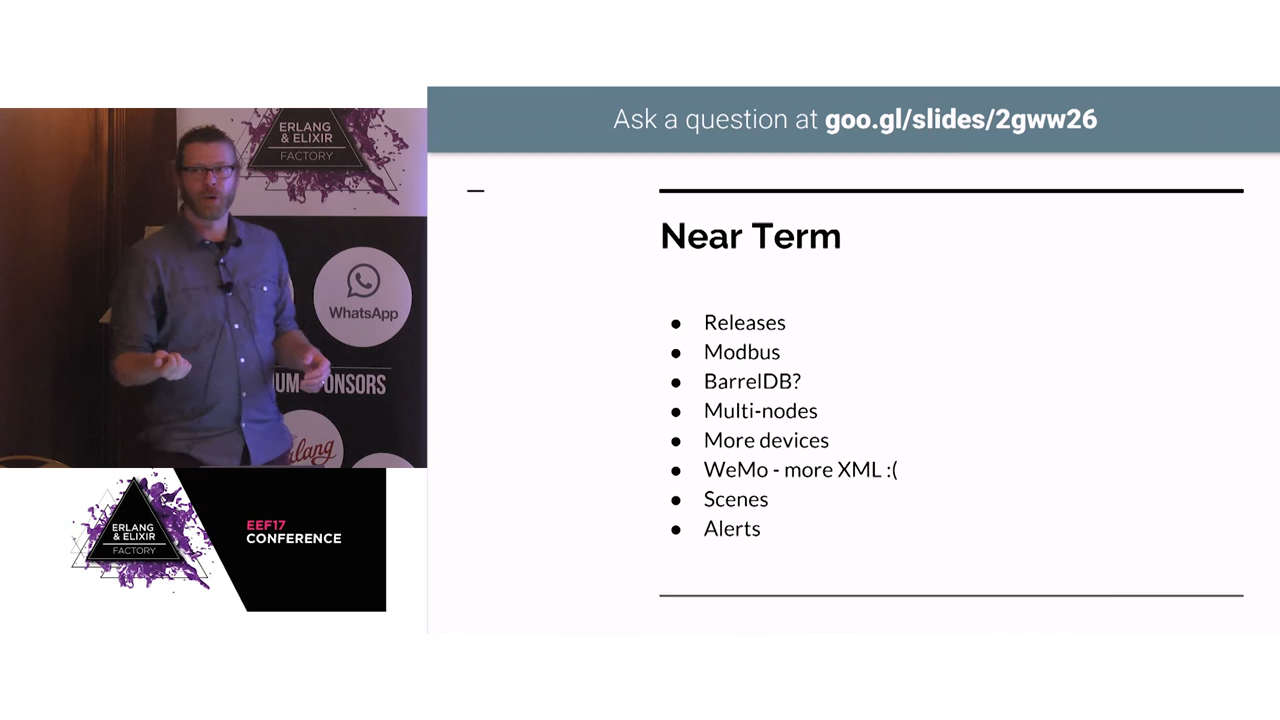 Ask a question at goo.gl/slides/2gww26
ERLANG
& ELIXIR
FACTORY
WhatsApp
Near Term
● Releases
● Modbus
● BarrelDB?
● Multi-nodes
● More devices
● WeMo - more XML :(
● Scenes
● Alerts
ERLANG
& ELIXIR
FACTORY
EEF17
CONFERENCE